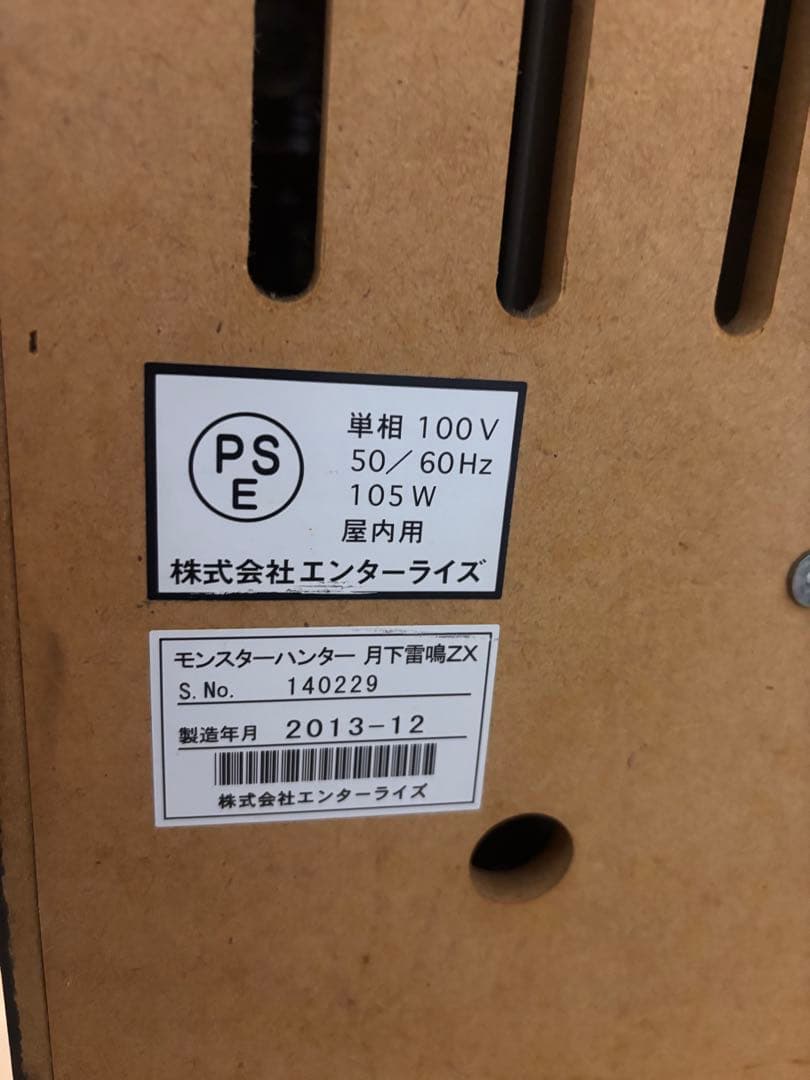 PS
E
単相 100V
50/60Hz
105W
屋内用
株式会社エンターライズ
モンスターハンター 月下雷鳴ZX
S.No. 140229
製造年月 2013-12
株式会社エンターライズ